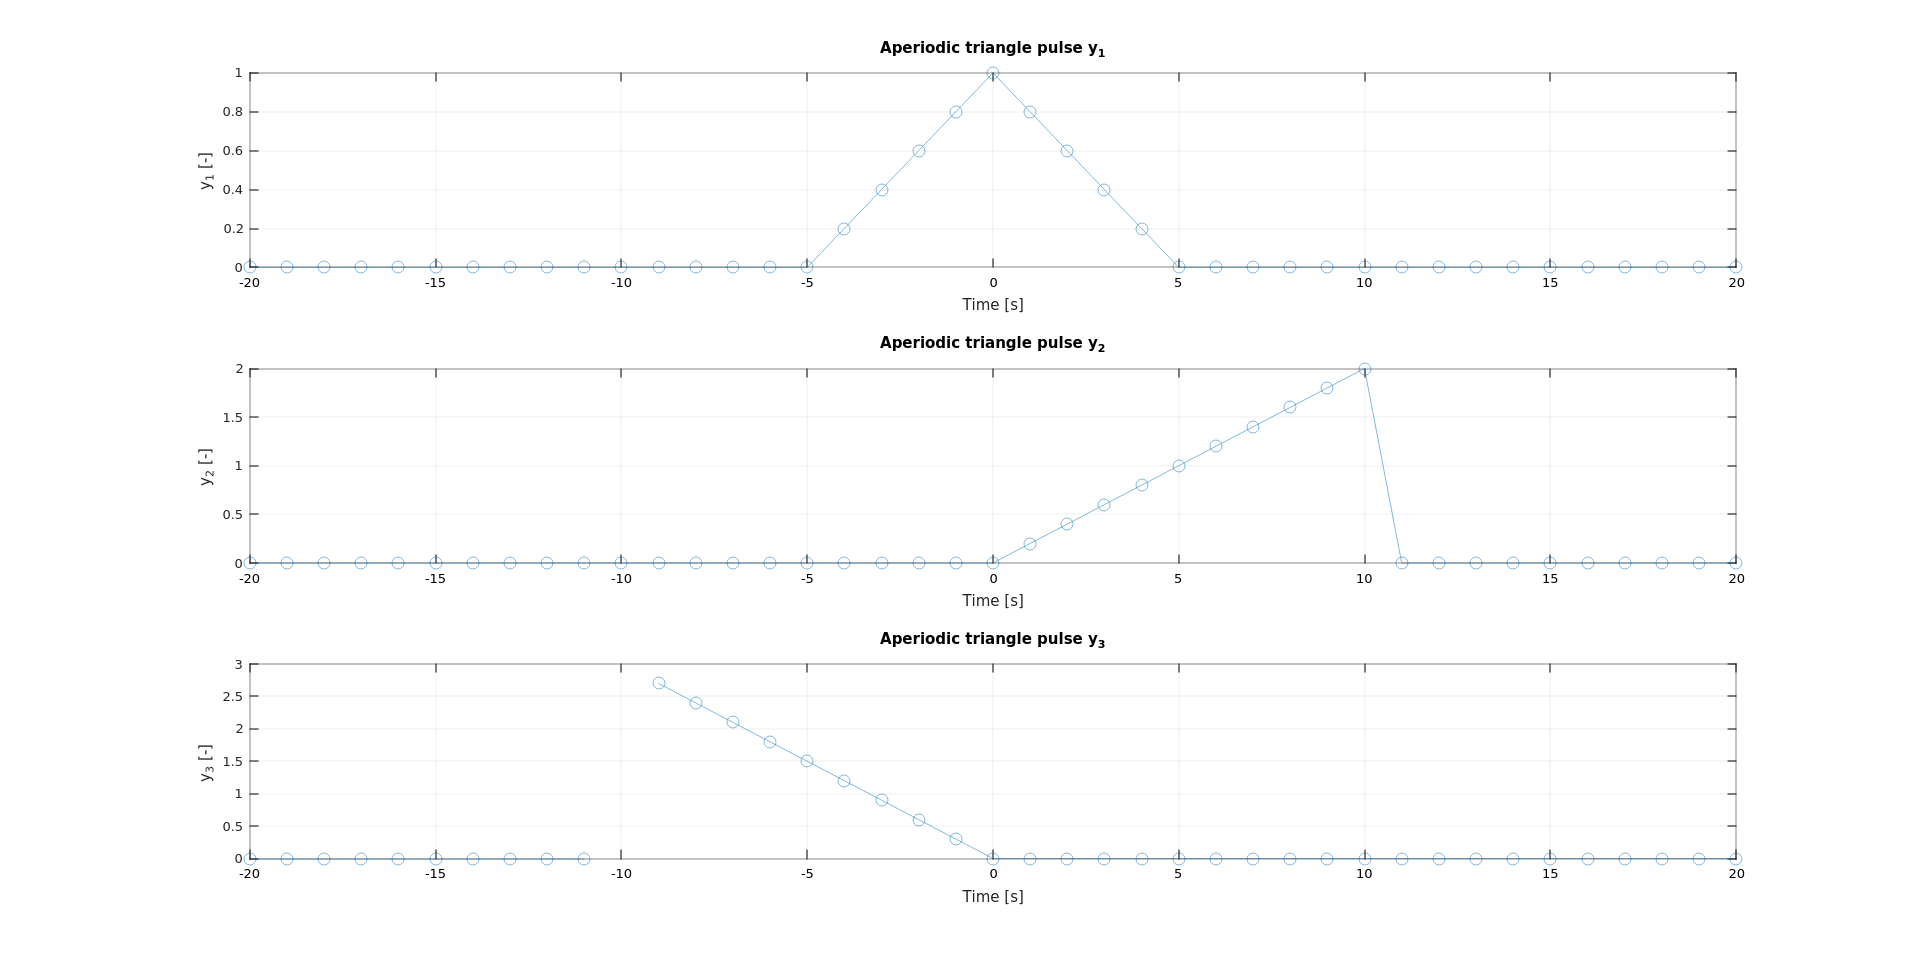 Aperiodic triangle pulse y1
1
0.8
0.6
0.4
0.2
0
y1 [-]
-20 -15 -10 -5 0 5 10 15 20
Time [s]
Aperiodic triangle pulse y2
2
1.5
1
0.5
0
y2 [-]
-20 -15 -10 -5 0 5 10 15 20
Time [s]
Aperiodic triangle pulse y3
3
2.5
2
1.5
1
0.5
0
y3 [-]
-20 -15 -10 -5 0 5 10 15 20
Time [s]